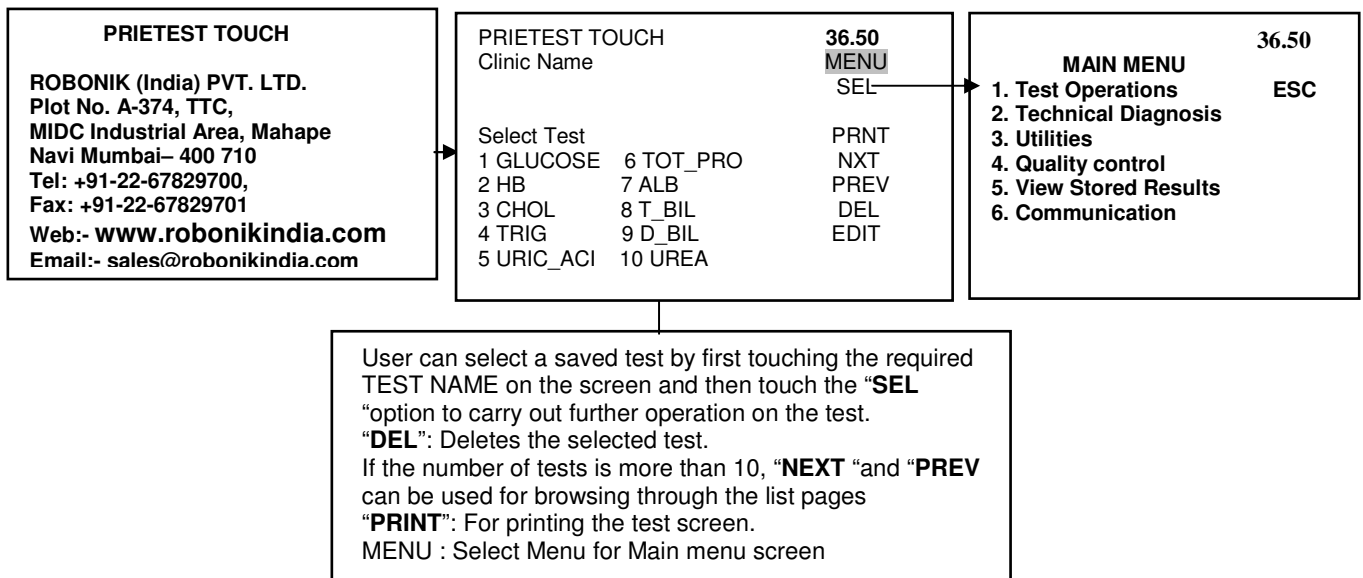 PRIETEST TOUCH
ROBONIK (India) PVT. LTD.
Plot No. A-374, TTC,
MIDC Industrial Area, Mahape
Navi Mumbai– 400 710
Tel: +91-22-67829700,
Fax: +91-22-67829701
Web:- www.robonikindia.com
Email:- sales@robonikindia.com
PRIETEST TOUCH 36.50
Clinic Name MENU
SEL
Select Test PRNT
1 GLUCOSE 6 TOT_PRO NXT
2 HB 7 ALB PREV
3 CHOL 8 T_BIL DEL
4 TRIG 9 D_BIL EDIT
5 URIC_ACI 10 UREA
36.50
MAIN MENU
1. Test Operations ESC
2. Technical Diagnosis
3. Utilities
4. Quality control
5. View Stored Results
6. Communication
User can select a saved test by first touching the required
TEST NAME on the screen and then touch the “SEL
“option to carry out further operation on the test.
“DEL”: Deletes the selected test.
If the number of tests is more than 10, “NEXT “and “PREV
can be used for browsing through the list pages
“PRINT”: For printing the test screen.
MENU : Select Menu for Main menu screen